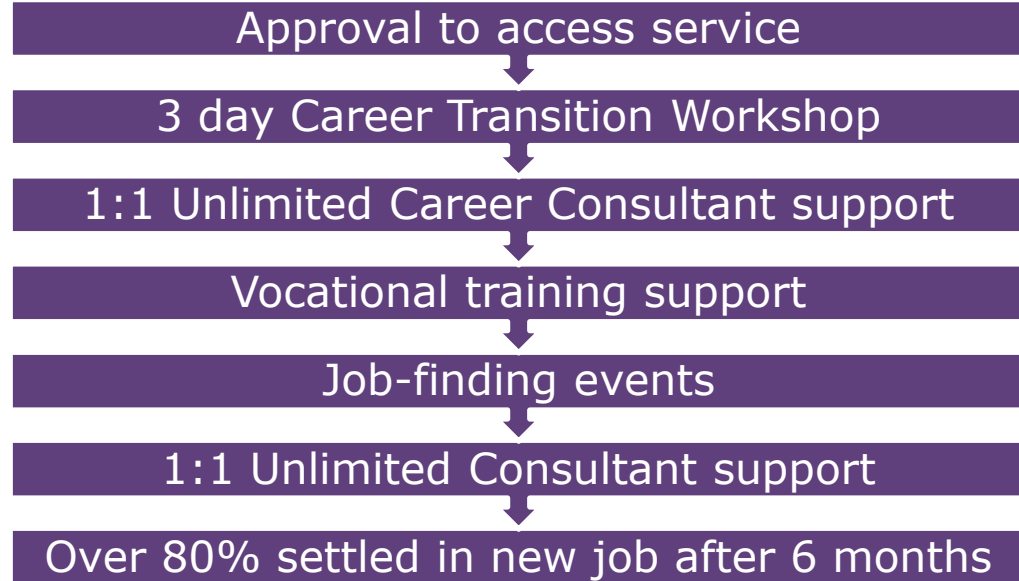 Approval to access service
3 day Career Transition Workshop
1:1 Unlimited Career Consultant support
Vocational training support
Job-finding events
1:1 Unlimited Consultant support
Over 80% settled in new job after 6 months